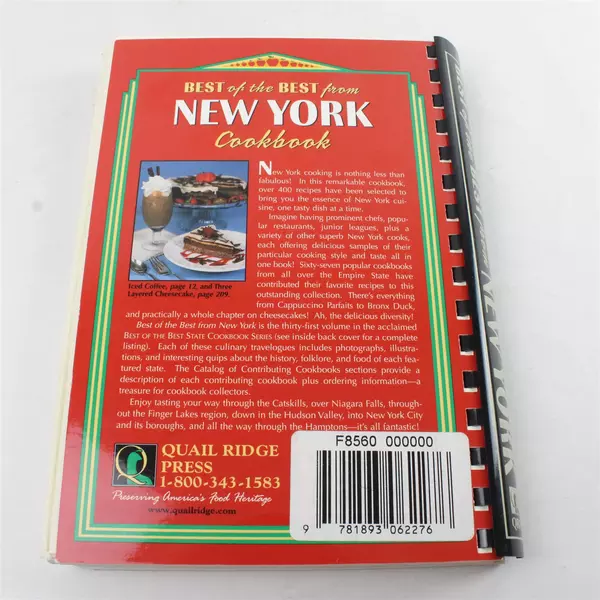 BEST of the BEST from
NEW YORK
Cookbook
New York cooking is nothing less than
fabulous! In this remarkable cookbook,
over 400 recipes have been selected to
bring you the essence of New York cui-
sine, one tasty dish at a time.
Imagine having prominent chefs, popu-
lar restaurants, junior leagues, plus a
variety of other superb New York cooks,
each offering delicious samples of their
particular cooking style and taste all in
one book! Sixty-seven popular cookbooks
from all over the Empire State have
contributed their favorite recipes to this
outstanding collection. There's everything
from Cappuccino Parfaits to Bronx Duck,
and practically a whole chapter on cheesecakes! Ah, the delicious diversity!
Iced Coffee, page 13, and Three
Layered Cheesecake, page 209.
Best of the Best from New York is the thirty-first volume in the acclaimed
BEST OF THE BEST STATE COOKBOOK SERIES (see inside back cover for a complete
listing). Each of these culinary travelogues includes photographs, illustra-
tions, and interesting quips about the history, folklore, and food of each fea-
tured state. The Catalog of Contributing Cookbooks sections provide a
description of each contributing cookbook plus ordering information—a
treasure for cookbook collectors.
Enjoy tasting your way through the Catskills, over Niagara Falls, through-
out the Finger Lakes region, down in the Hudson Valley, into New York City
and its boroughs, and all the way through the Hamptons—it's all fantastic!
QUAIL RIDGE
PRESS
1-800-343-1583
Preserving America's Food Heritage
www.quailridge.com
F8560 000000
9 781893 062276
NEW YORK